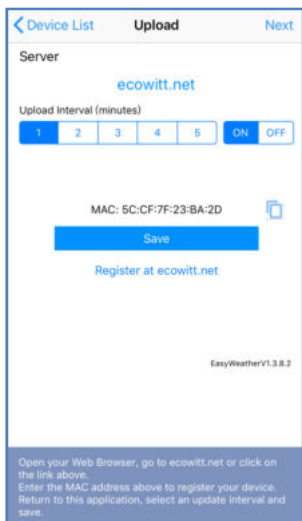 Device List Upload Next
Server
ecowitt.net
Upload Interval (minutes)
1 2 3 4 5 ON OFF
MAC: 5C:CF:7F:23:BA:2D
Save
Register at ecowitt.net
EasyWeatherV1.3.8.2
Open your Web Browser, go to ecowitt.net or click on
the link above.
Enter the MAC address above to register your device.
Return to this application, select an update interval and
save.